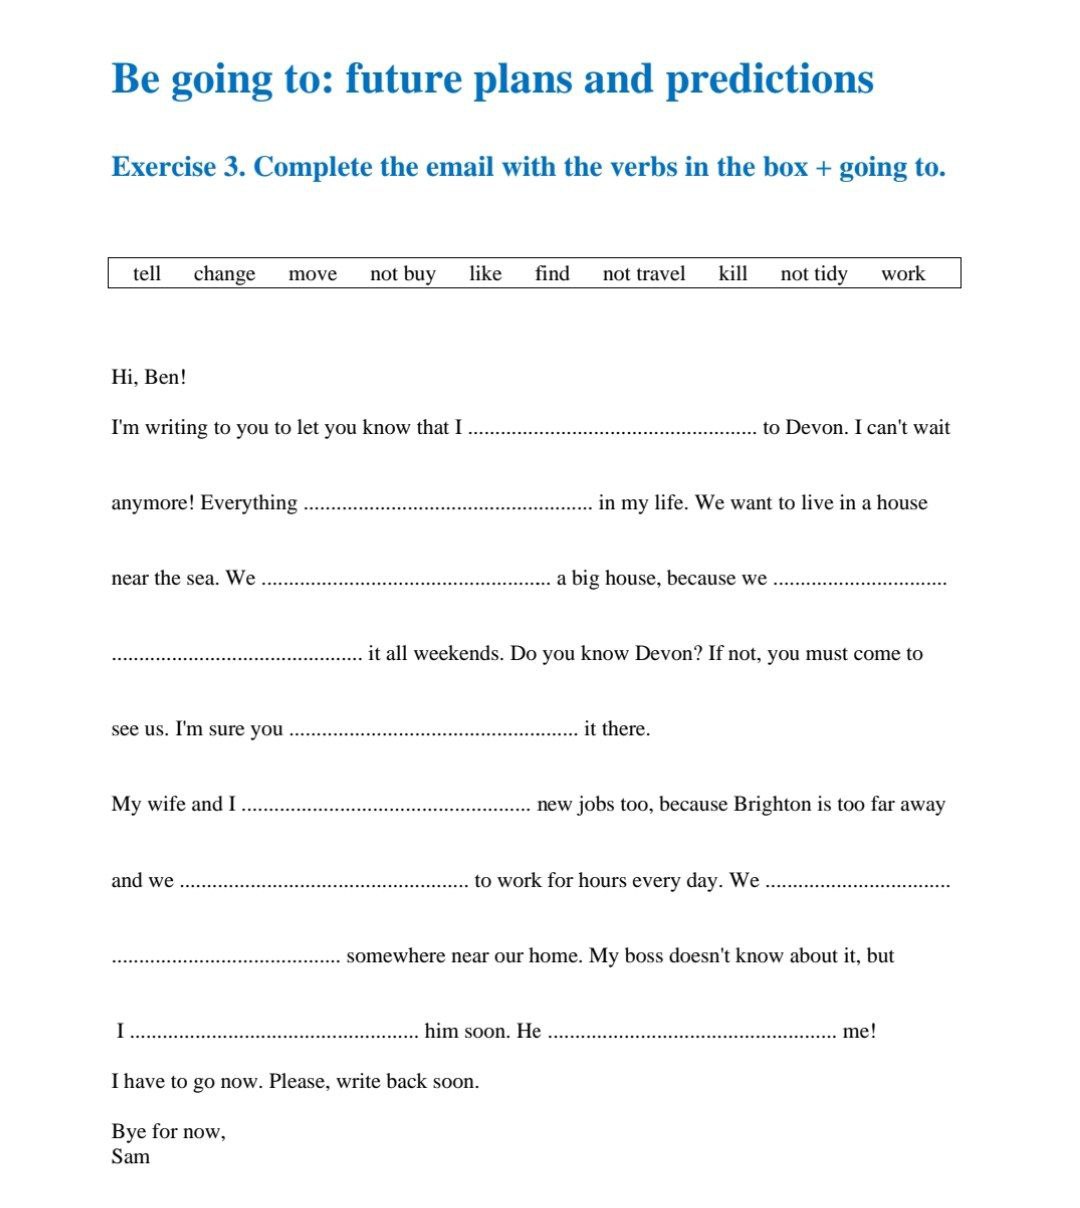 Be going to: future plans and predictions
Exercise 3. Complete the email with the verbs in the box + going to.
tell change move not buy like find not travel kill not tidy work
Hi, Ben!
I'm writing to you to let you know that I ..................................................... to Devon. I can't wait
anymore! Everything ..................................................... in my life. We want to live in a house
near the sea. We ..................................................... a big house, because we ................................
.............................................. it all weekends. Do you know Devon? If not, you must come to
see us. I'm sure you ..................................................... it there.
My wife and I ..................................................... new jobs too, because Brighton is too far away
and we ..................................................... to work for hours every day. We ..................................
.......................................... somewhere near our home. My boss doesn't know about it, but
I ..................................................... him soon. He ..................................................... me!
I have to go now. Please, write back soon.
Bye for now,
Sam